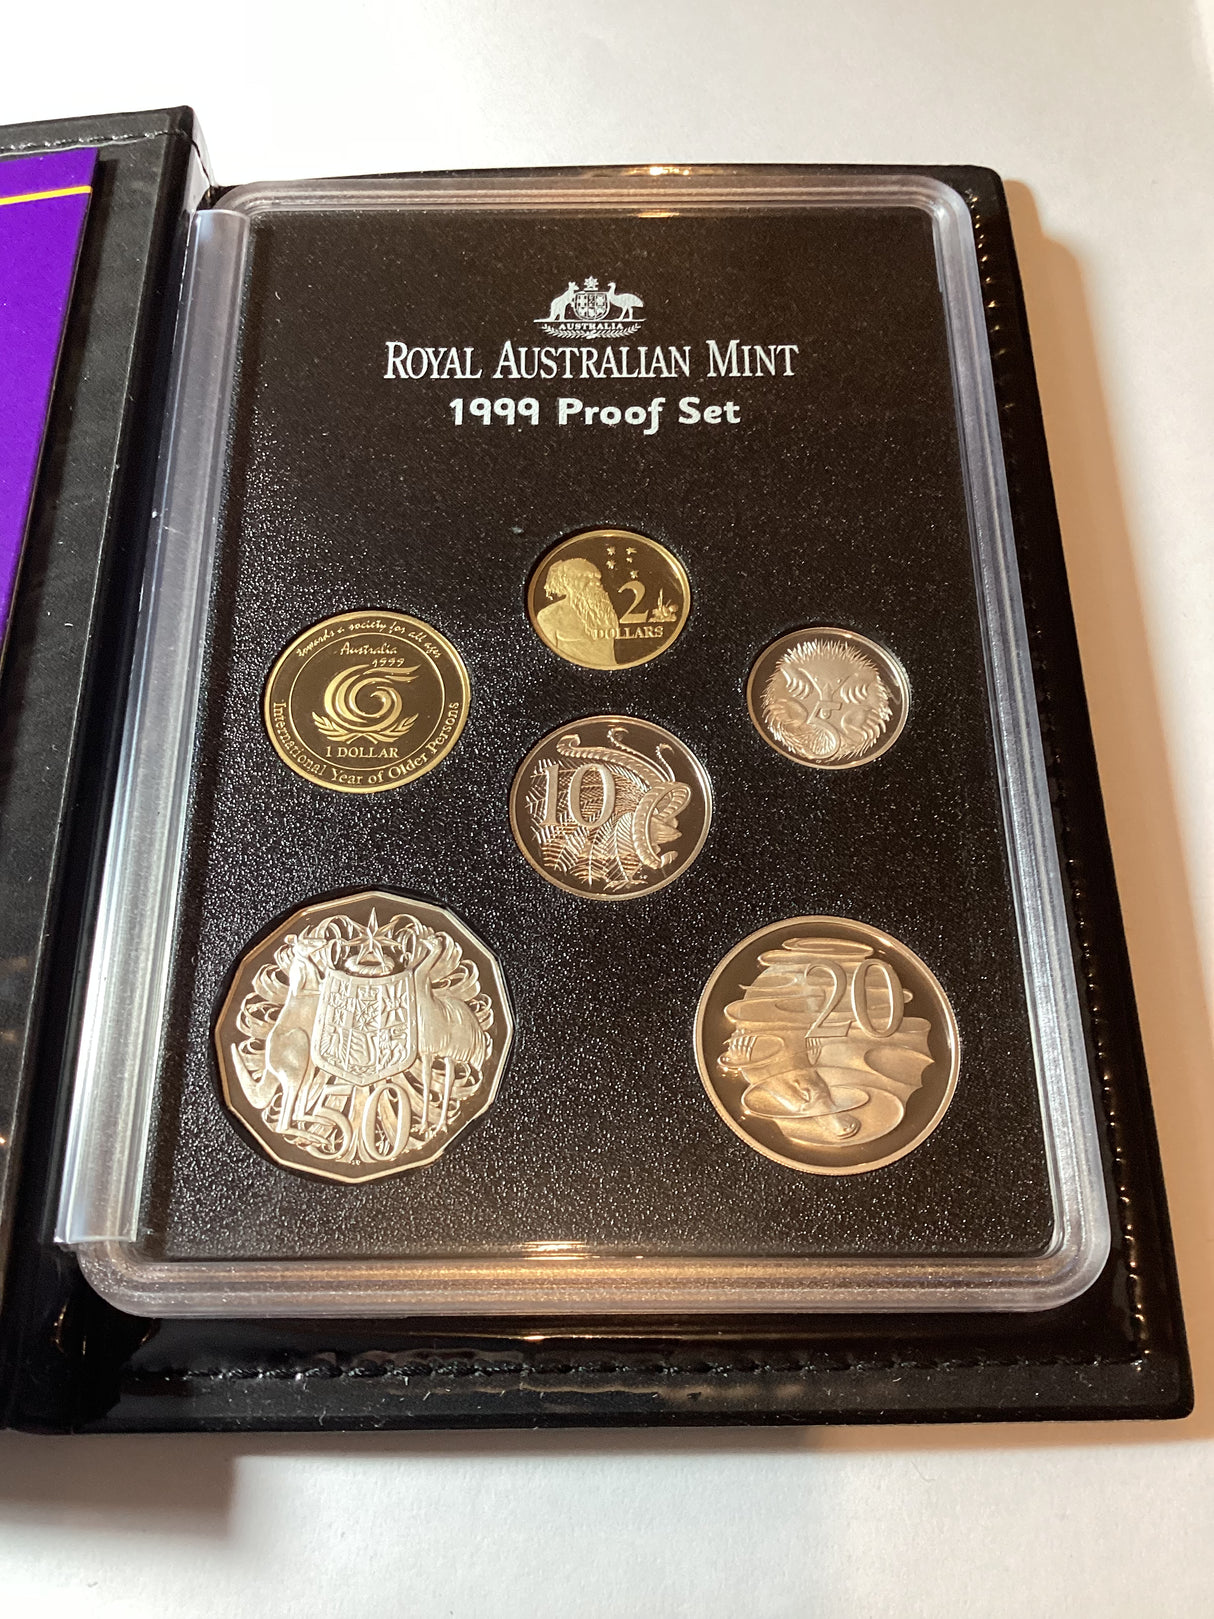 AUSTRALIA
ROYAL AUSTRALIAN MINT
1999 Proof Set
2
DOLLARS
towards a society for all ages
Australia
1999
1 DOLLAR
International Year of Older Persons
5
10
50
20